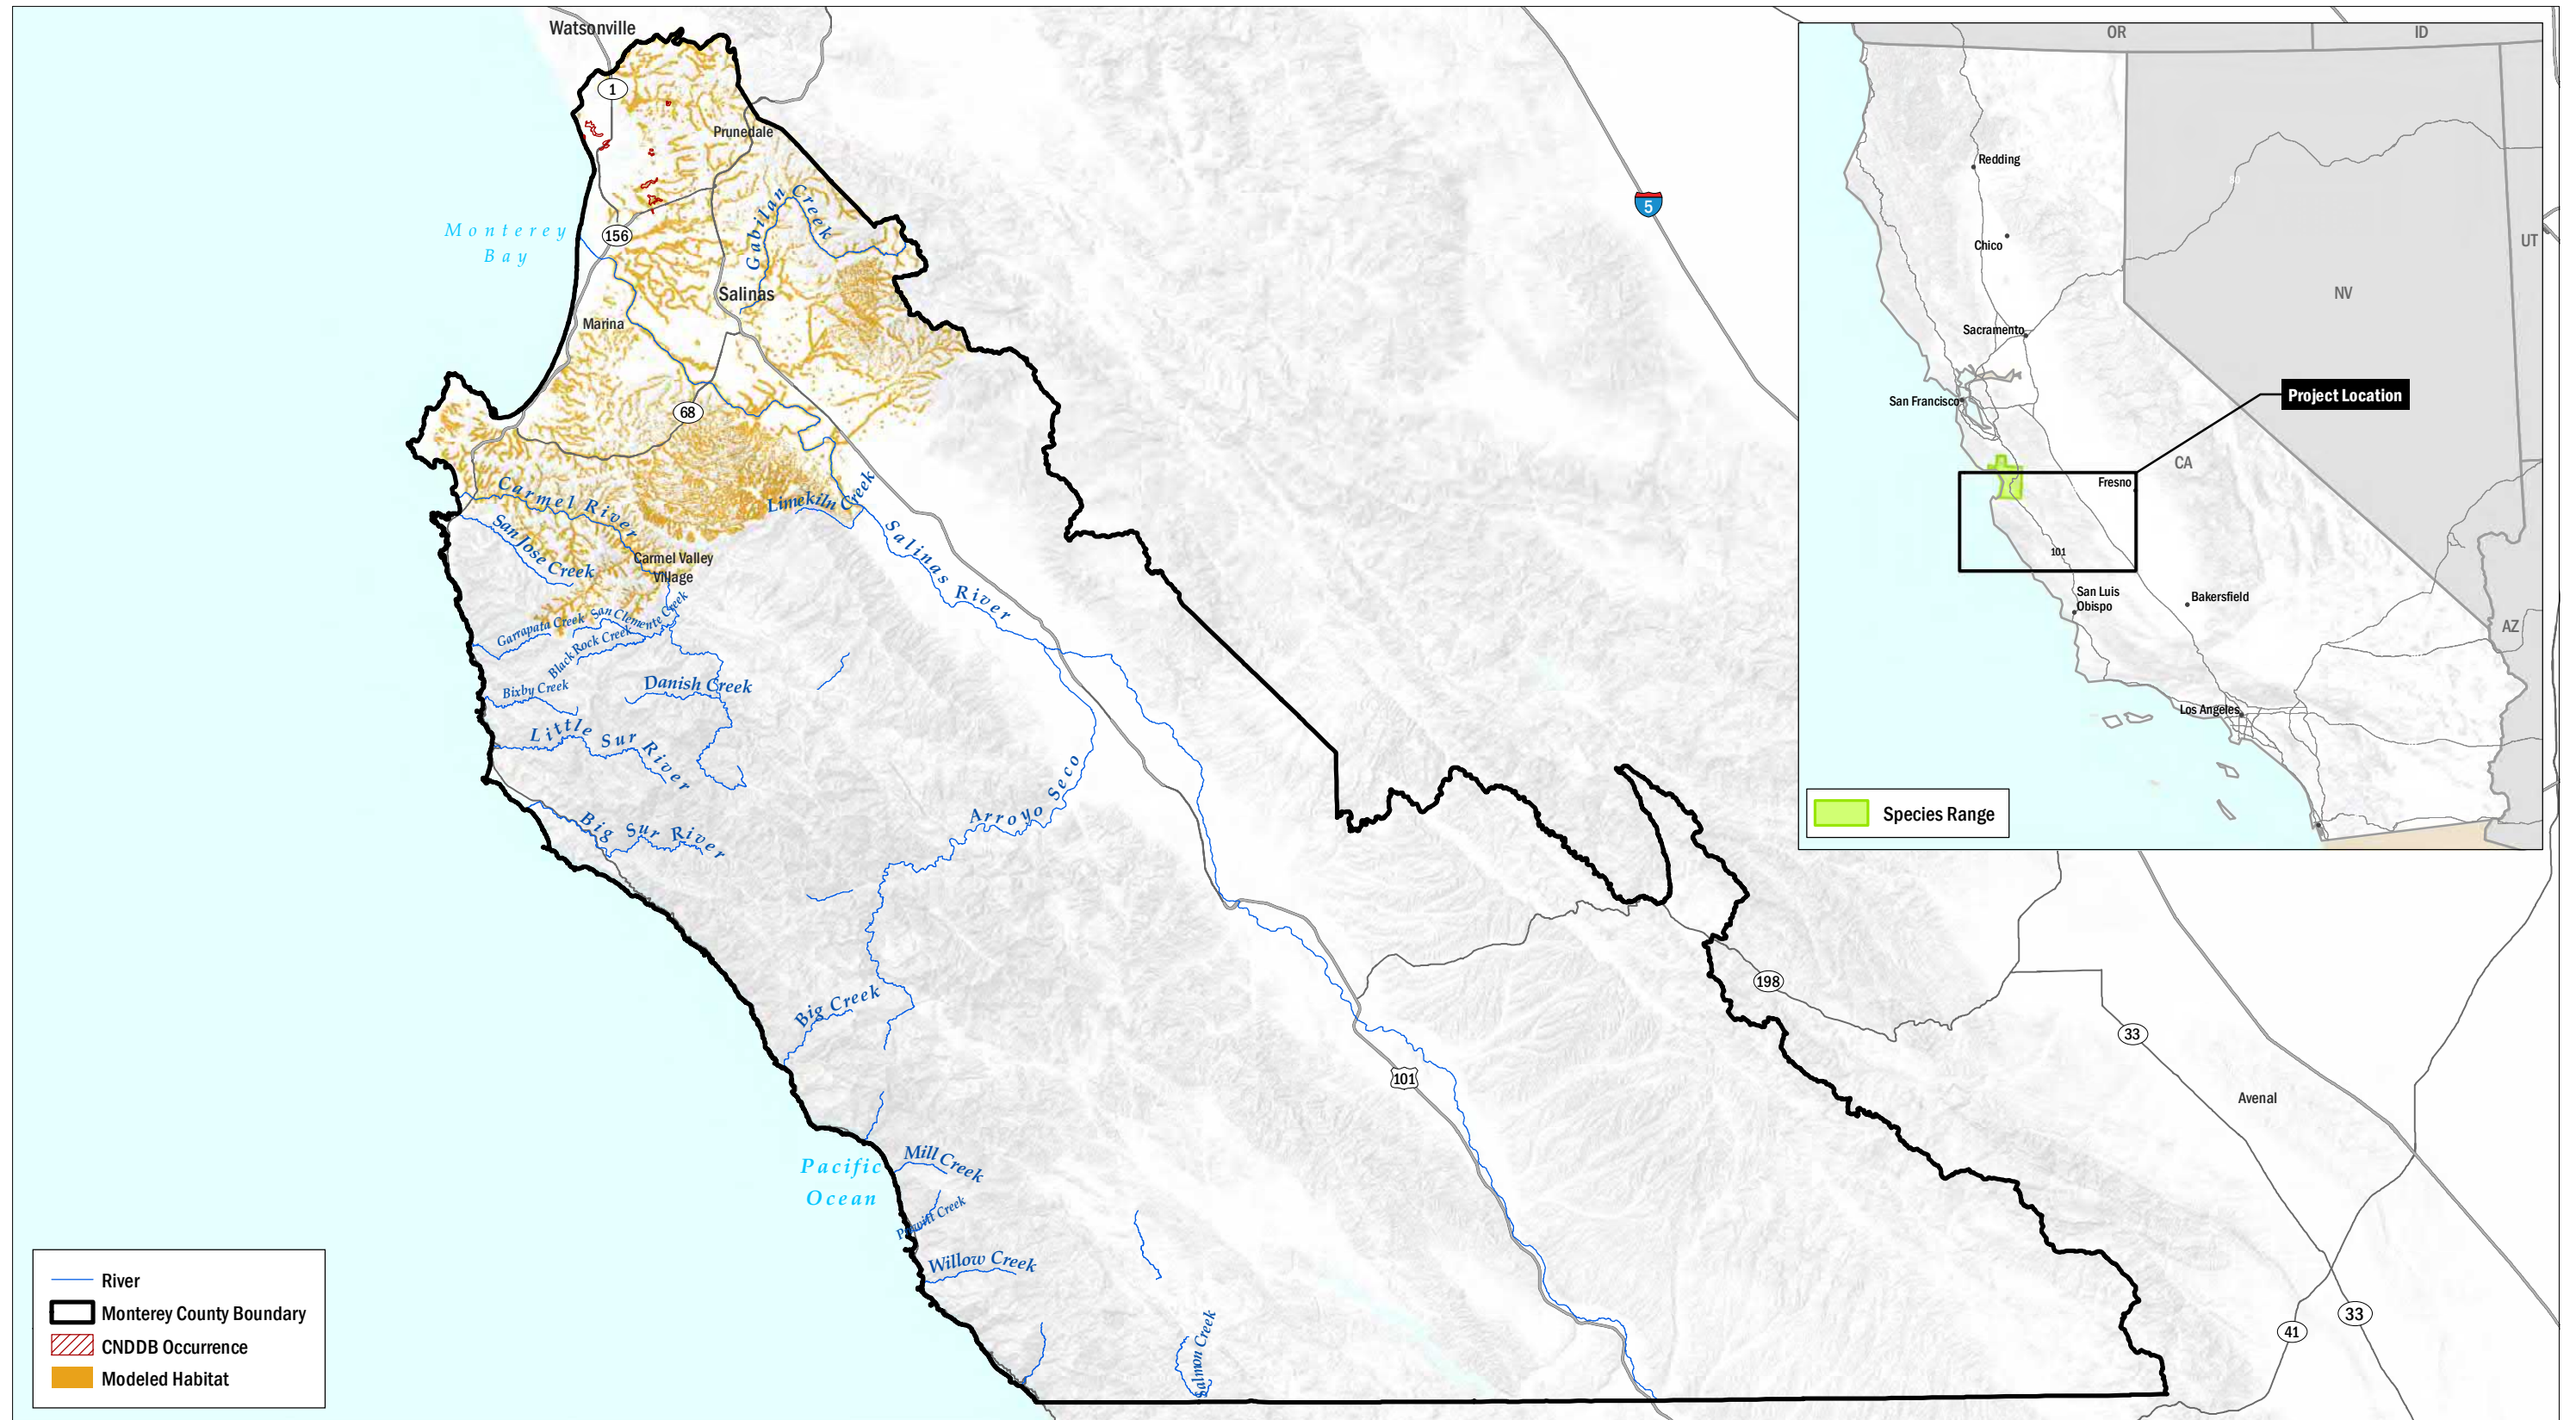 Watsonville
1
Prunedale
Monterey
Bay
156
Gabilan Creek
Salinas
Marina
68
Carmel River
Limekiln Creek
San Jose Creek
Carmel Valley
Village
Salinas River
Garrapata Creek
San Clemente Creek
Black Rock Creek
Bixby Creek
Danish Creek
Little Sur River
Big Sur River
Arroyo Seco
Big Creek
Pacific
Ocean
Mill Creek
Creek
Willow Creek
Salmon Creek
5
101
198
33
Avenal
33
41
OR
ID
Redding
Chico
UT
NV
80
Sacramento
San Francisco
Project Location
CA
Fresno
101
San Luis
Obispo
Bakersfield
AZ
Los Angeles
Species Range
River
Monterey County Boundary
CNDDB Occurrence
Modeled Habitat